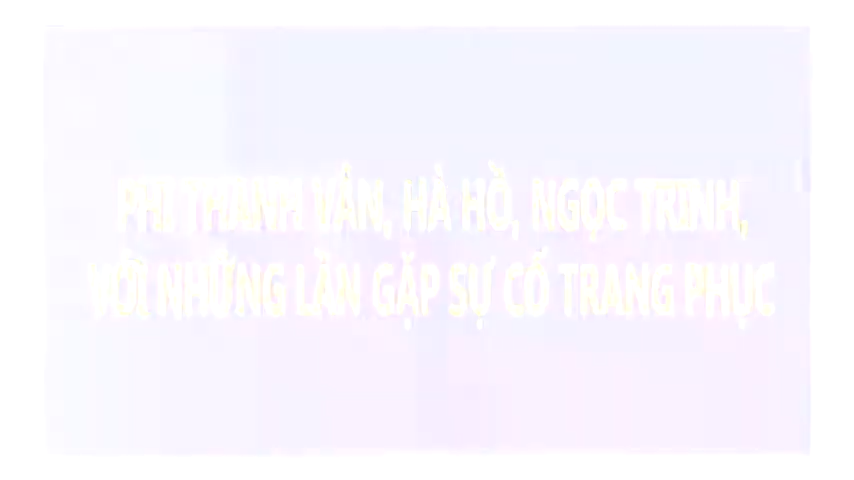 PHI THANH VÂN, HÀ HỒ, NGỌC TRINH,
VỚI NHỮNG LẦN GẶP SỰ CỐ TRANG PHỤC